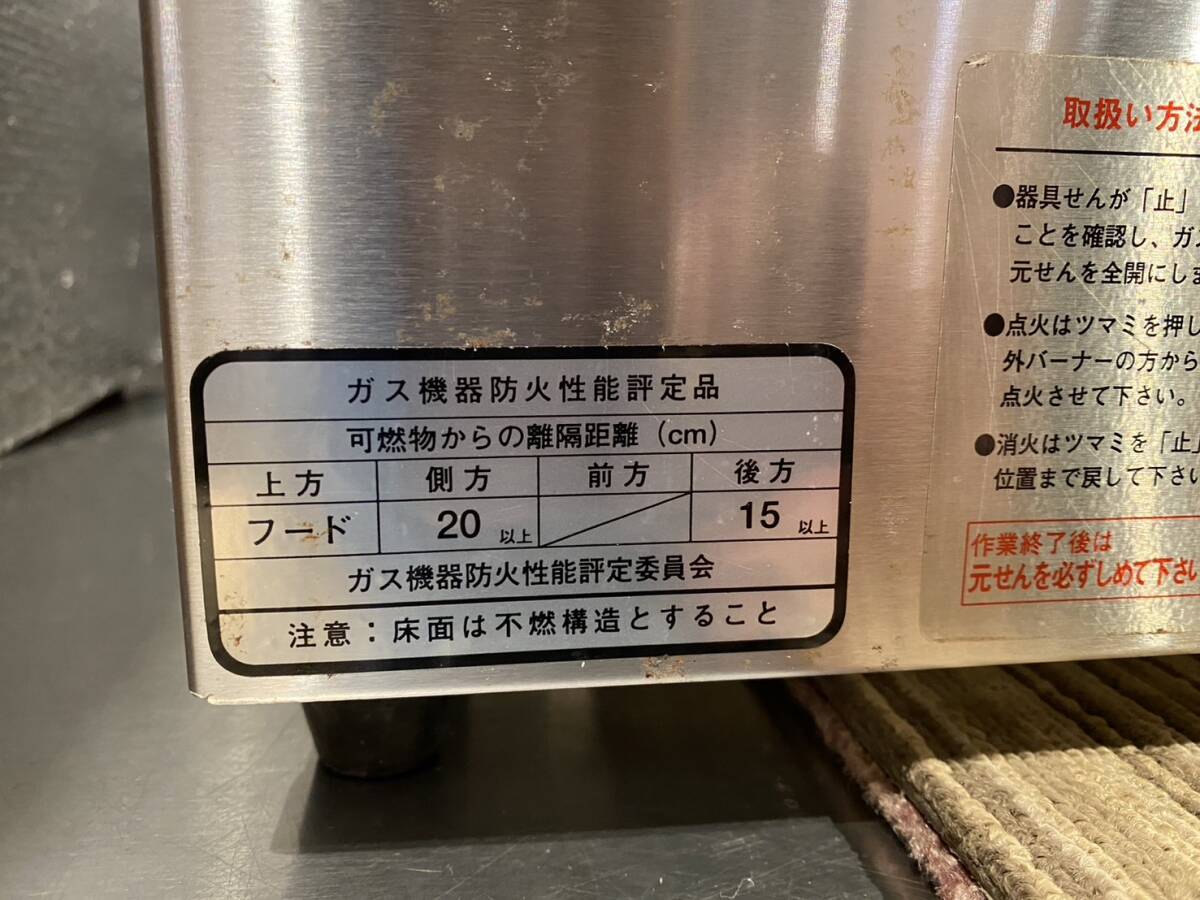 ガス機器防火性能評定品
可燃物からの離隔距離(cm)
上方 側方 前方 後方
フード 20 以上 15 以上
ガス機器防火性能評定委員会
注意:床面は不燃構造とすること
取扱い方法
●器具せんが「止」
ことを確認し、ガ
元せんを全開にしま
●点火はツマミを押し
外バーナーの方から
点火させて下さい。
●消火はツマミを「止」
位置まで戻して下さい
作業終了後は
元せんを必ずしめて下さい